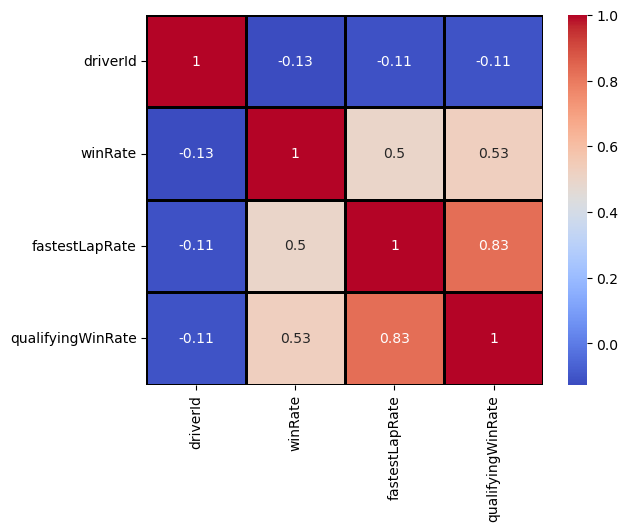 driverId 1 -0.13 -0.11 -0.11
winRate -0.13 1 0.5 0.53
fastestLapRate -0.11 0.5 1 0.83
qualifyingWinRate -0.11 0.53 0.83 1
driverId winRate fastestLapRate qualifyingWinRate
1.0
0.8
0.6
0.4
0.2
0.0